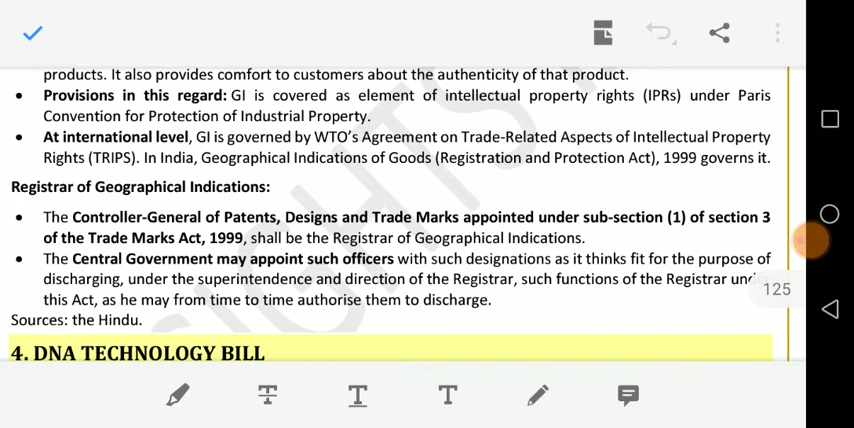 products. It also provides comfort to customers about the authenticity of that product.
• Provisions in this regard: GI is covered as element of intellectual property rights (IPRs) under Paris
Convention for Protection of Industrial Property.
• At international level, GI is governed by WTO's Agreement on Trade-Related Aspects of Intellectual Property
Rights (TRIPS). In India, Geographical Indications of Goods (Registration and Protection Act), 1999 governs it.
Registrar of Geographical Indications:
• The Controller-General of Patents, Designs and Trade Marks appointed under sub-section (1) of section 3
of the Trade Marks Act, 1999, shall be the Registrar of Geographical Indications.
• The Central Government may appoint such officers with such designations as it thinks fit for the purpose of
discharging, under the superintendence and direction of the Registrar, such functions of the Registrar
this Act, as he may from time to time authorise them to discharge.
125
Sources: the Hindu.
4. DNA TECHNOLOGY BILL
T T T